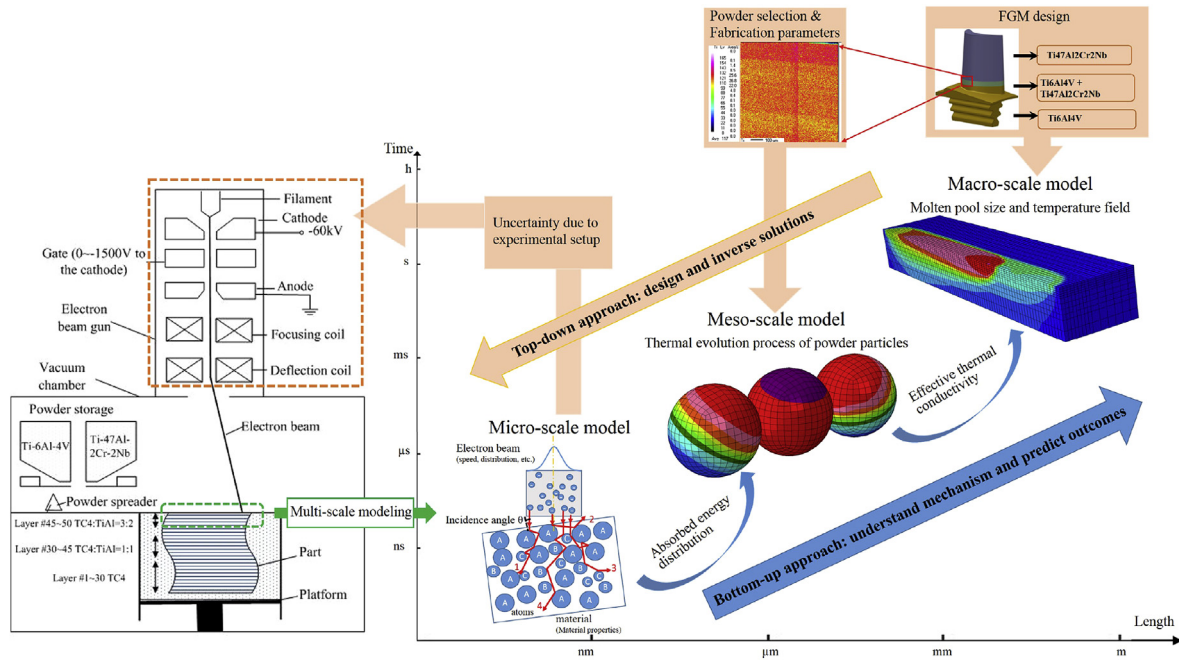 Powder selection &
Fabrication parameters
FGM design
Ti47Al2Cr2Nb
Ti6Al4V +
Ti47Al2Cr2Nb
Ti6Al4V
Time
h
s
ms
μs
ns
Filament
Cathode
-60kV
Gate (0~-1500V to
the cathode)
Anode
Electron
beam gun
Focusing coil
Deflection coil
Vacuum
chamber
Powder storage
Ti-6Al-4V
Ti-47Al-
2Cr-2Nb
Electron beam
Powder spreader
Layer #45~50 TC4:TiAl=3:2
Layer #30~45 TC4:TiAl=1:1
Layer #1~30 TC4
Part
Platform
Multi-scale modeling
Uncertainty due to
experimental setup
Top-down approach: design and inverse solutions
Macro-scale model
Molten pool size and temperature field
Meso-scale model
Thermal evolution process of powder particles
Effective thermal
conductivity
Micro-scale model
Electron beam
(speed, distribution, etc.)
Incidence angle θ
1
2
3
4
A
B
C
atoms
material
(Material properties)
Absorbed energy
distribution
Bottom-up approach: understand mechanism and predict outcomes
nm
μm
mm
m
Length